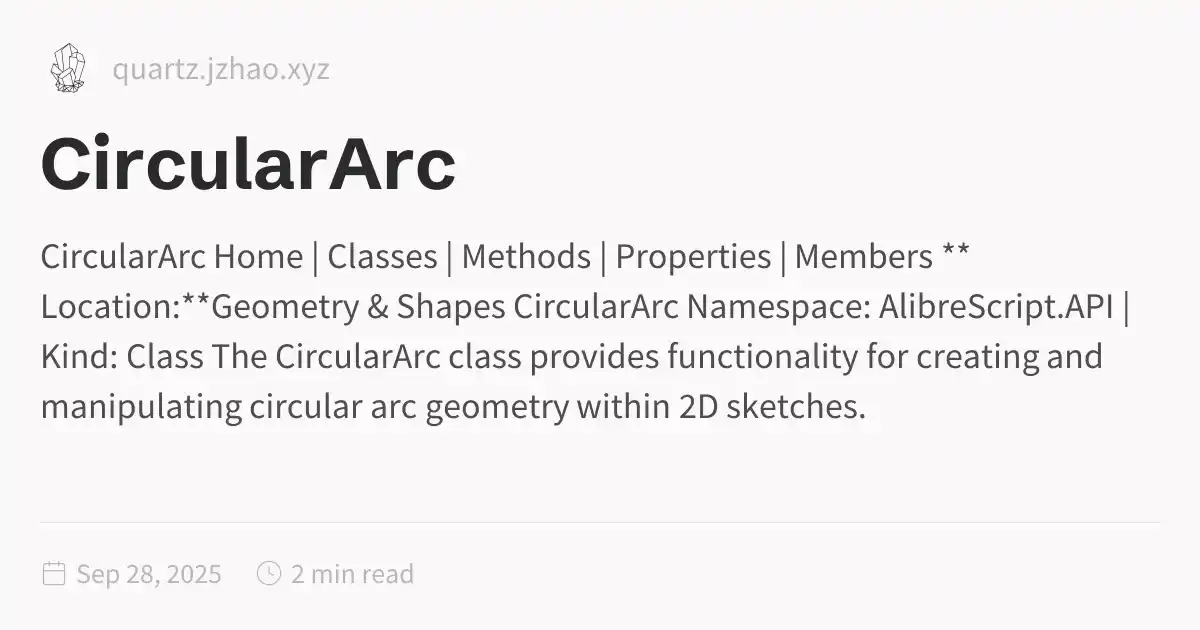 quartz.jzhao.xyz
CircularArc
CircularArc Home | Classes | Methods | Properties | Members **
Location:**Geometry & Shapes CircularArc Namespace: AlibreScript.API |
Kind: Class The CircularArc class provides functionality for creating and
manipulating circular arc geometry within 2D sketches.
Sep 28, 2025 2 min read